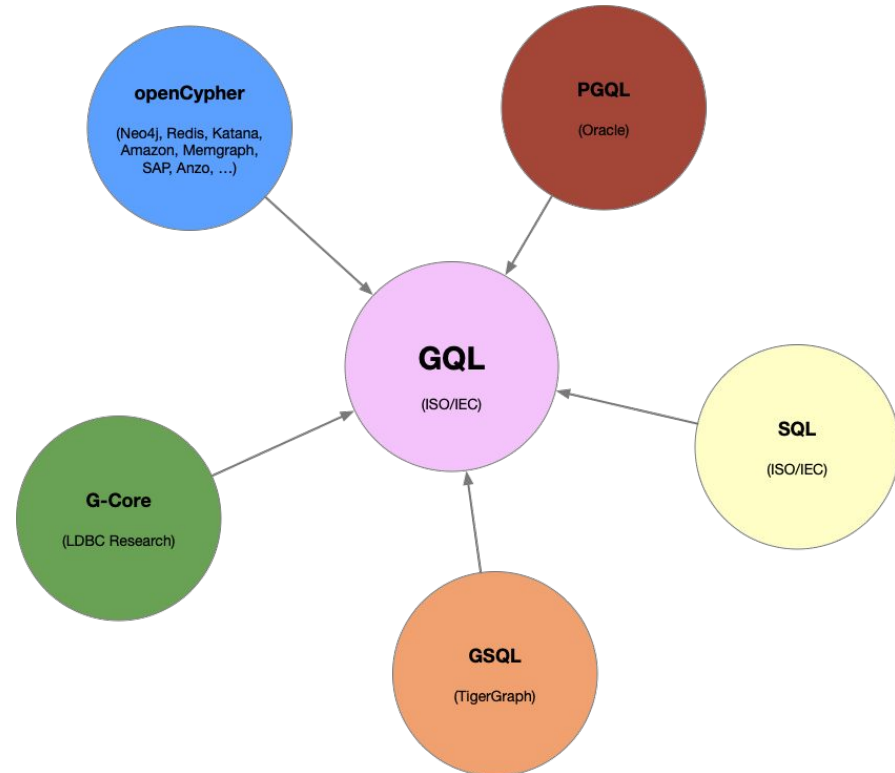 openCypher
(Neo4j, Redis, Katana,
Amazon, Memgraph,
SAP, Anzo, ...)
PGQL
(Oracle)
GQL
(ISO/IEC)
SQL
(ISO/IEC)
G-Core
(LDBC Research)
GSQL
(TigerGraph)